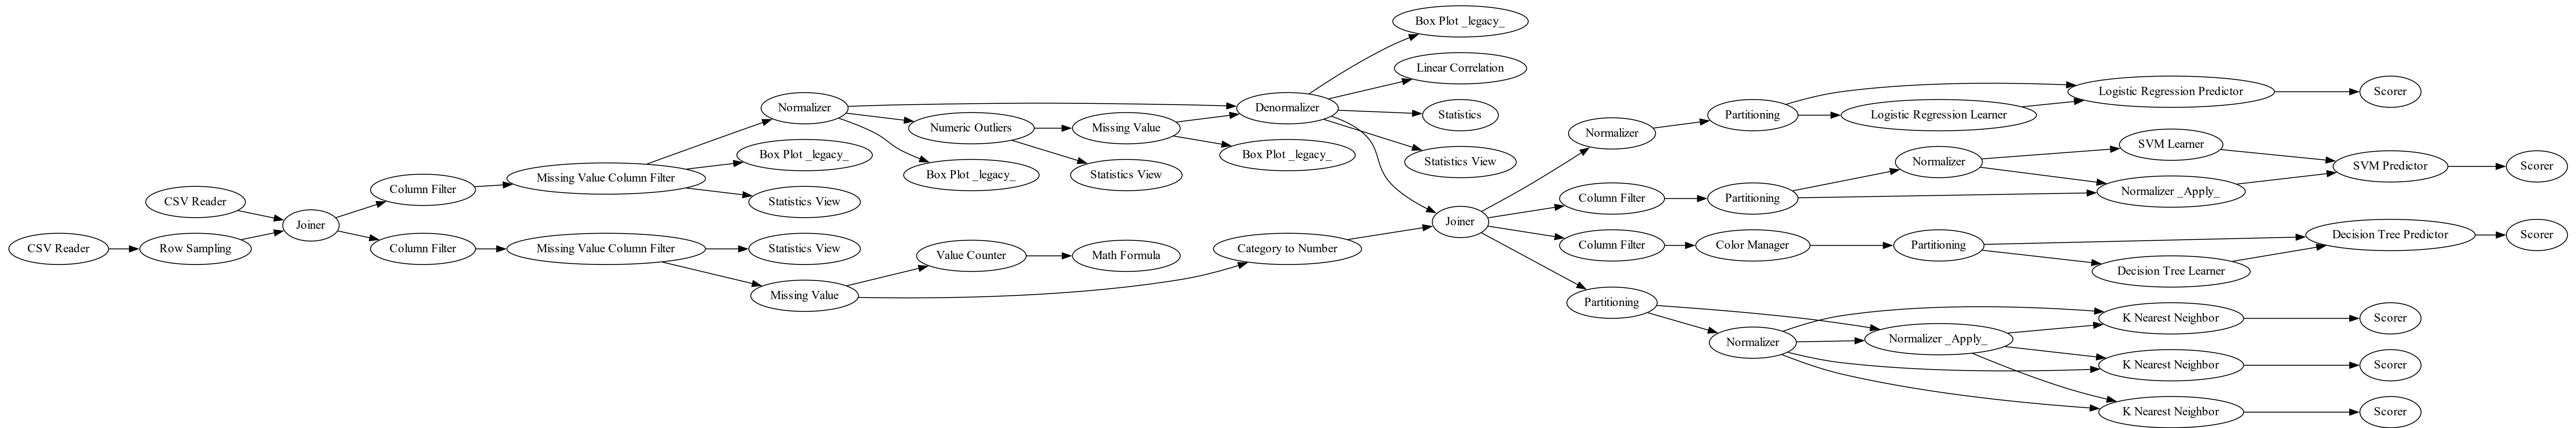 Box Plot _legacy_
Linear Correlation
Normalizer
Denormalizer
Logistic Regression Predictor
Scorer
Statistics
Partitioning
Logistic Regression Learner
Numeric Outliers
Missing Value
Normalizer
SVM Learner
Box Plot _legacy_
Box Plot _legacy_
Statistics View
Normalizer
SVM Predictor
Scorer
Missing Value Column Filter
Box Plot _legacy_
Statistics View
Column Filter
Normalizer _Apply_
CSV Reader
Statistics View
Column Filter
Partitioning
Joiner
Joiner
CSV Reader
Row Sampling
Column Filter
Missing Value Column Filter
Statistics View
Category to Number
Column Filter
Color Manager
Partitioning
Decision Tree Predictor
Scorer
Value Counter
Math Formula
Decision Tree Learner
Missing Value
Partitioning
K Nearest Neighbor
Scorer
Normalizer
Normalizer _Apply_
K Nearest Neighbor
Scorer
K Nearest Neighbor
Scorer